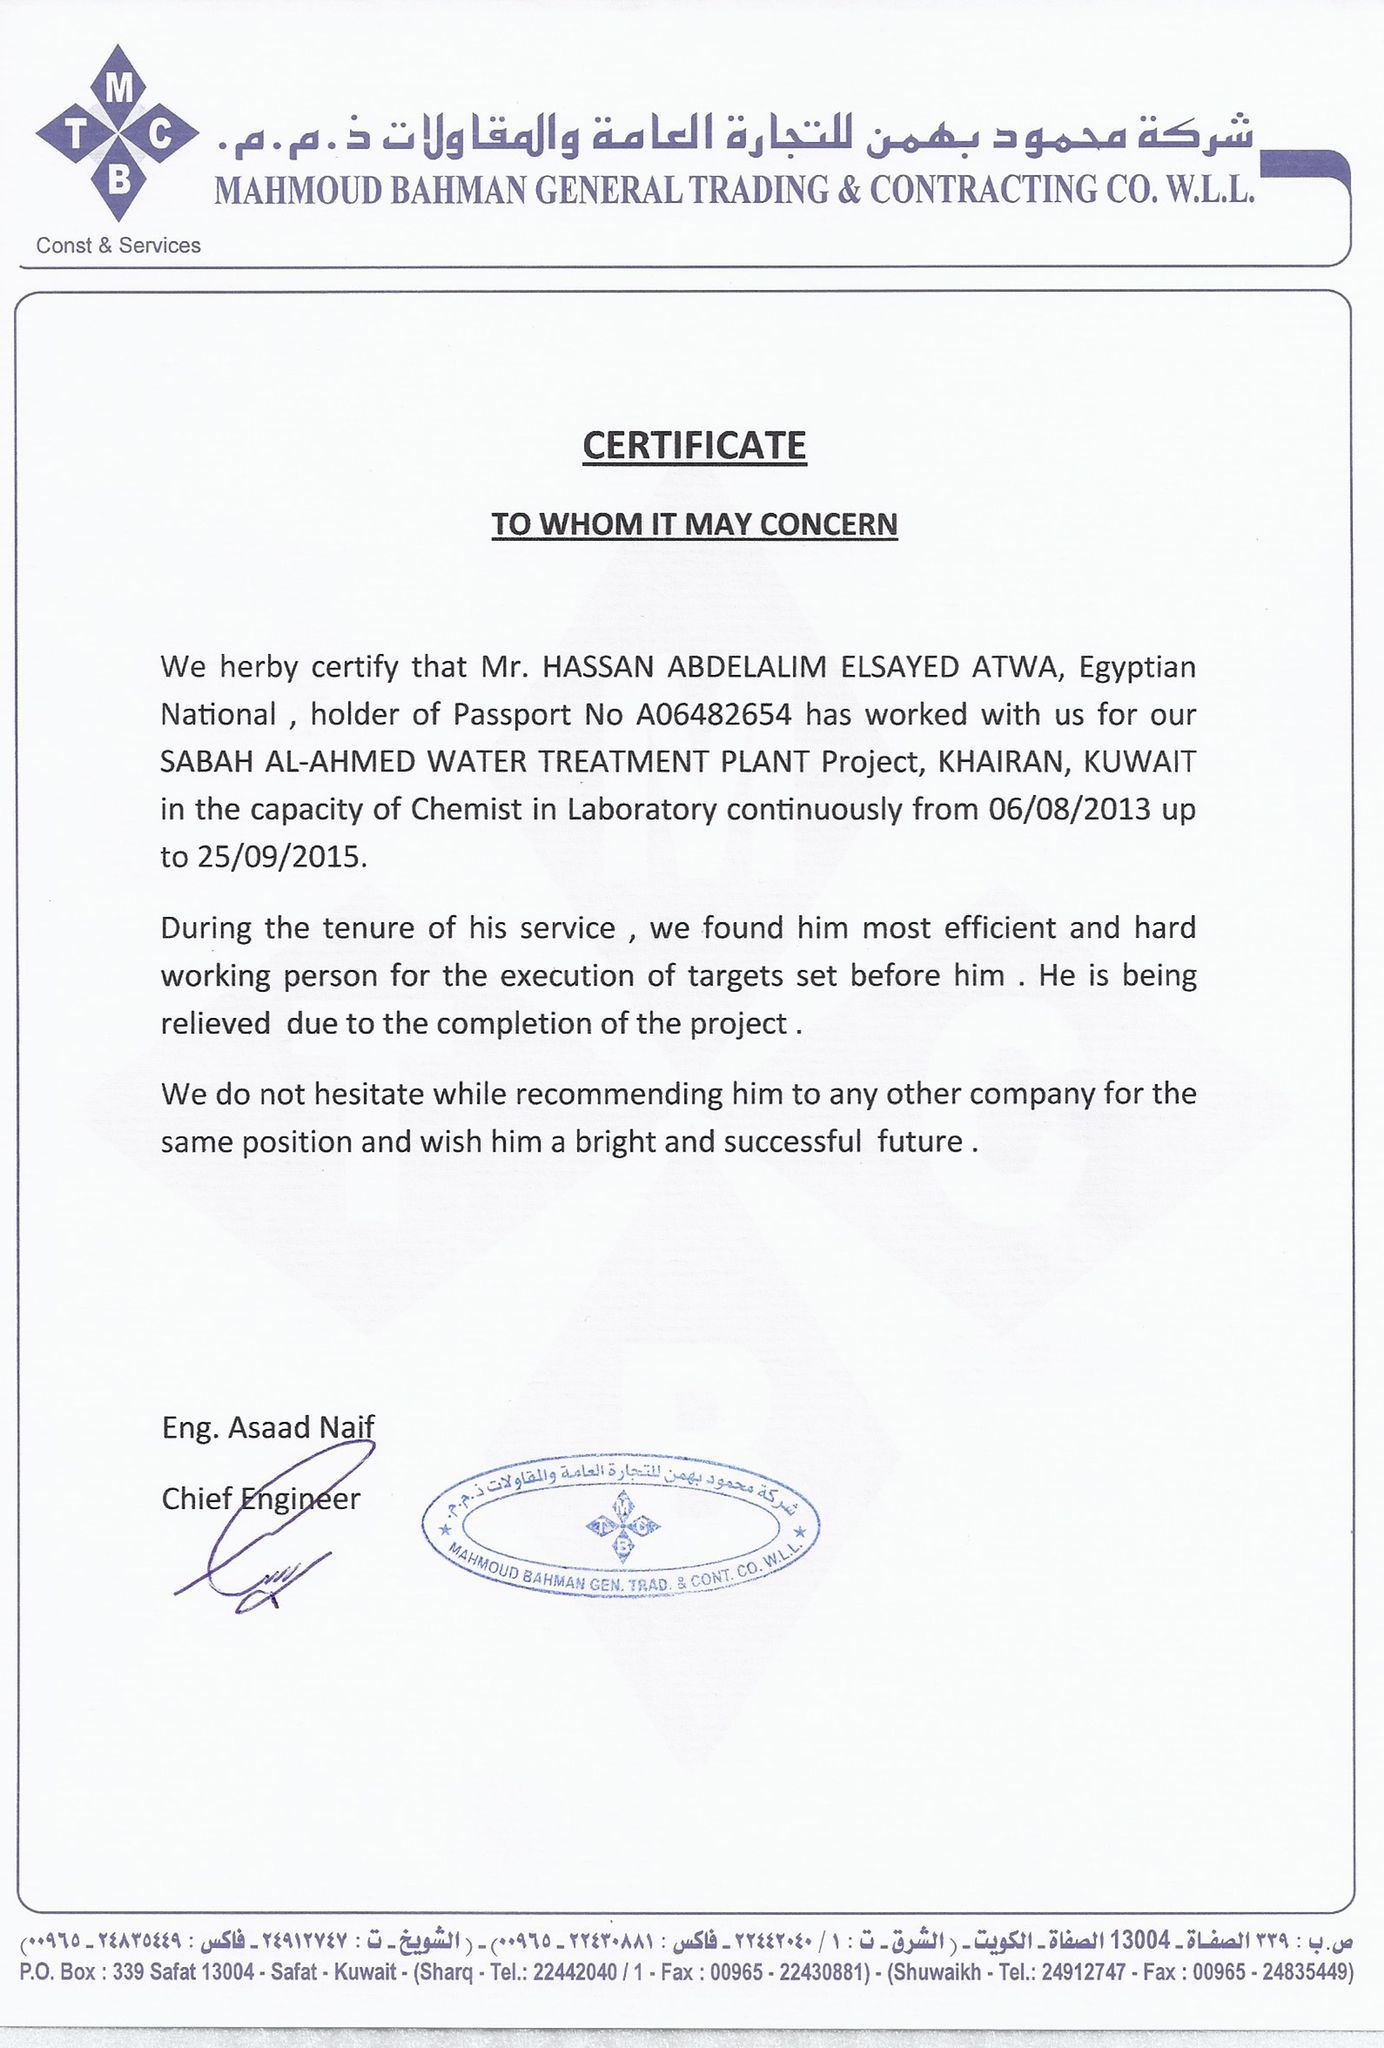 M
T C
B
Const & Services
شركة محمود بهمن للتجارة العامة والمقاولات ذ.م.م.
MAHMOUD BAHMAN GENERAL TRADING & CONTRACTING CO. W.L.L.
CERTIFICATE
TO WHOM IT MAY CONCERN
We herby certify that Mr. HASSAN ABDELALIM ELSAYED ATWA, Egyptian
National , holder of Passport No A06482654 has worked with us for our
SABAH AL-AHMED WATER TREATMENT PLANT Project, KHAIRAN, KUWAIT
in the capacity of Chemist in Laboratory continuously from 06/08/2013 up
to 25/09/2015.
During the tenure of his service , we found him most efficient and hard
working person for the execution of targets set before him . He is being
relieved due to the completion of the project .
We do not hesitate while recommending him to any other company for the
same position and wish him a bright and successful future .
Eng. Asaad Naif
Chief Engineer
شركة محمود بهمن للتجارة العامة والمقاولات ذ.م.م.
M
T C
B
MAHMOUD BAHMAN GEN. TRAD. & CONT. CO. W.L.L.
ص.ب : ٣٣٩ الصفاة ـ 13004 الصفاة ـ الكويت ـ ( الشرق ـ ت : ١ / ٢٢٤٤٢٠٤٠ ـ فاكس : ٢٢٤٣٠٨٨١ ـ ٠٠٩٦٥) ـ ( الشويخ ـ ت : ٢٤٩١٢٧٤٧ ـ فاكس : ٢٤٨٣٥٤٤٩ ـ ٠٠٩٦٥)
P.O. Box : 339 Safat 13004 - Safat - Kuwait - (Sharq - Tel.: 22442040 / 1 - Fax : 00965 - 22430881) - (Shuwaikh - Tel.: 24912747 - Fax : 00965 - 24835449)